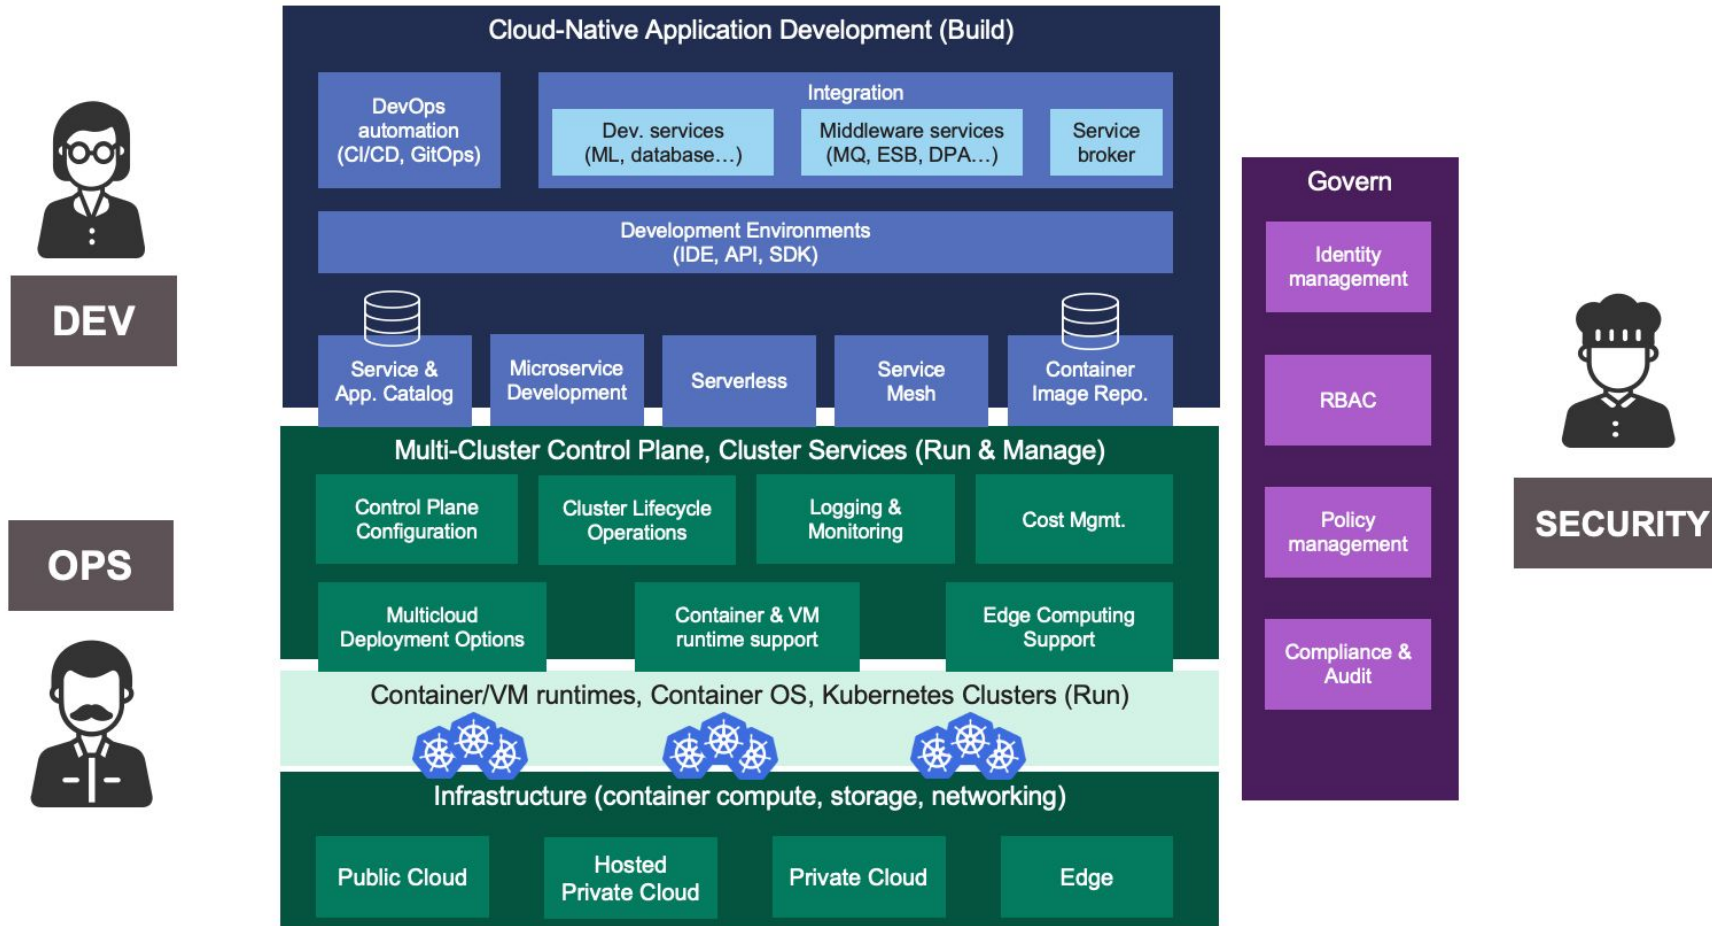 Cloud-Native Application Development (Build)
DevOps
automation
(CI/CD, GitOps)
Integration
Dev. services
(ML, database…)
Middleware services
(MQ, ESB, DPA…)
Service
broker
Development Environments
(IDE, API, SDK)
Service &
App. Catalog
Microservice
Development
Serverless
Service
Mesh
Container
Image Repo.
DEV
Multi-Cluster Control Plane, Cluster Services (Run & Manage)
Control Plane
Configuration
Cluster Lifecycle
Operations
Logging &
Monitoring
Cost Mgmt.
Multicloud
Deployment Options
Container & VM
runtime support
Edge Computing
Support
OPS
Container/VM runtimes, Container OS, Kubernetes Clusters (Run)
Infrastructure (container compute, storage, networking)
Public Cloud
Hosted
Private Cloud
Private Cloud
Edge
Govern
Identity
management
RBAC
Policy
management
Compliance &
Audit
SECURITY